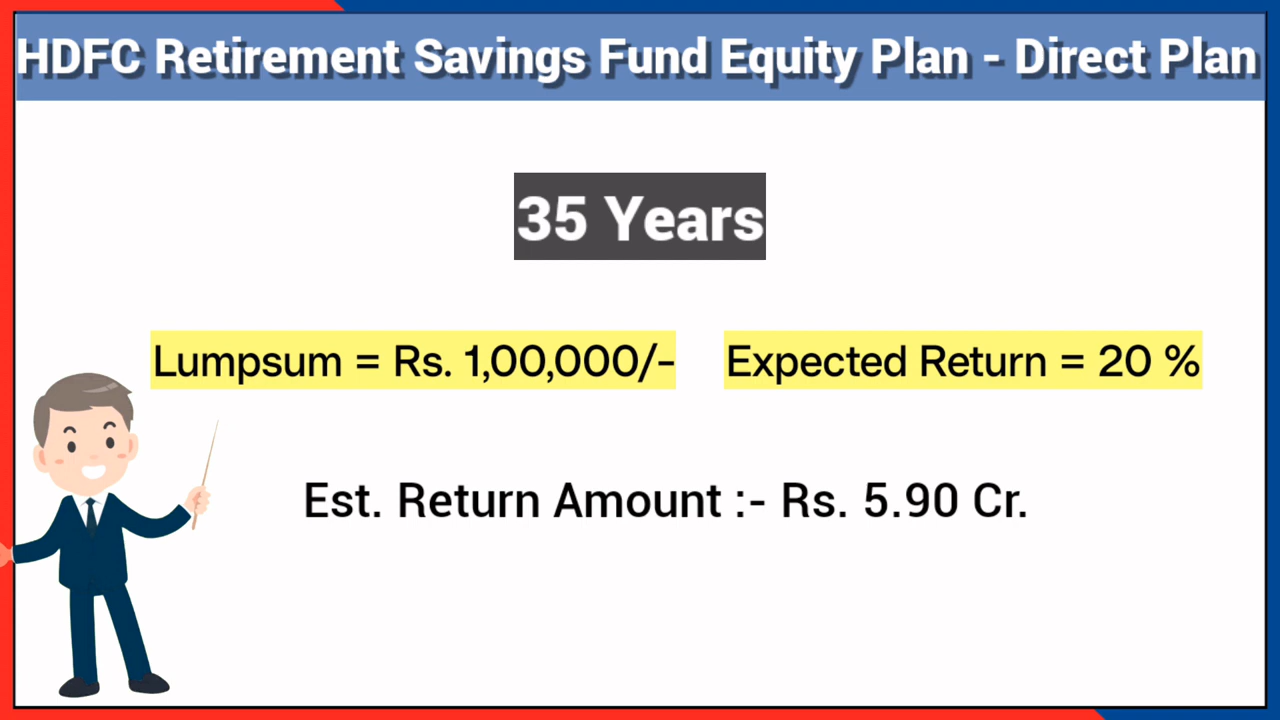 HDFC Retirement Savings Fund Equity Plan - Direct Plan
35 Years
Lumpsum = Rs. 1,00,000/- Expected Return = 20 %
Est. Return Amount :- Rs. 5.90 Cr.